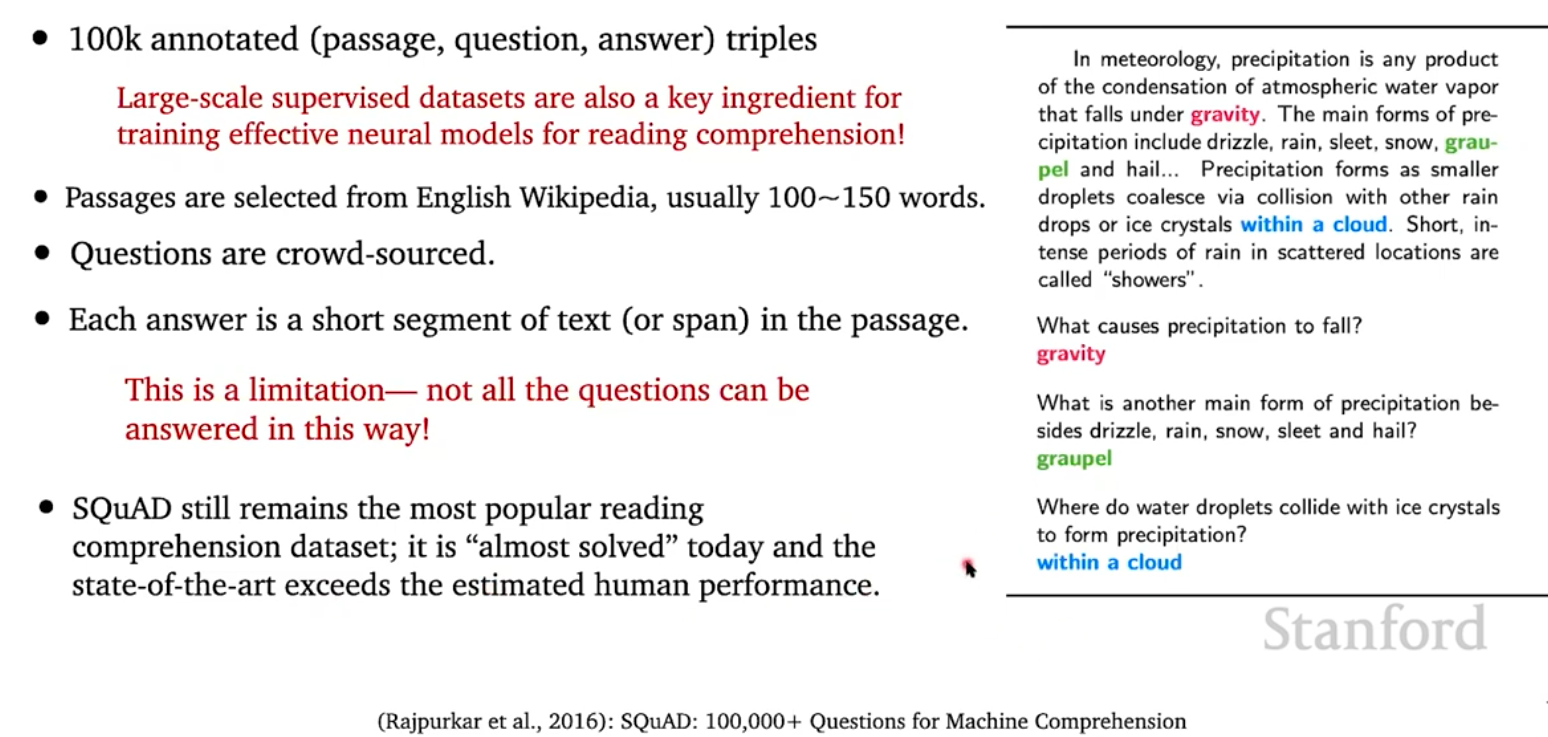 • 100k annotated (passage, question, answer) triples
Large-scale supervised datasets are also a key ingredient for
training effective neural models for reading comprehension!
• Passages are selected from English Wikipedia, usually 100~150 words.
• Questions are crowd-sourced.
• Each answer is a short segment of text (or span) in the passage.
This is a limitation— not all the questions can be
answered in this way!
• SQuAD still remains the most popular reading
comprehension dataset; it is “almost solved” today and the
state-of-the-art exceeds the estimated human performance.
In meteorology, precipitation is any product
of the condensation of atmospheric water vapor
that falls under gravity. The main forms of pre-
cipitation include drizzle, rain, sleet, snow, grau-
pel and hail... Precipitation forms as smaller
droplets coalesce via collision with other rain
drops or ice crystals within a cloud. Short, in-
tense periods of rain in scattered locations are
called “showers”.
What causes precipitation to fall?
gravity
What is another main form of precipitation be-
sides drizzle, rain, snow, sleet and hail?
graupel
Where do water droplets collide with ice crystals
to form precipitation?
within a cloud
Stanford
(Rajpurkar et al., 2016): SQuAD: 100,000+ Questions for Machine Comprehension